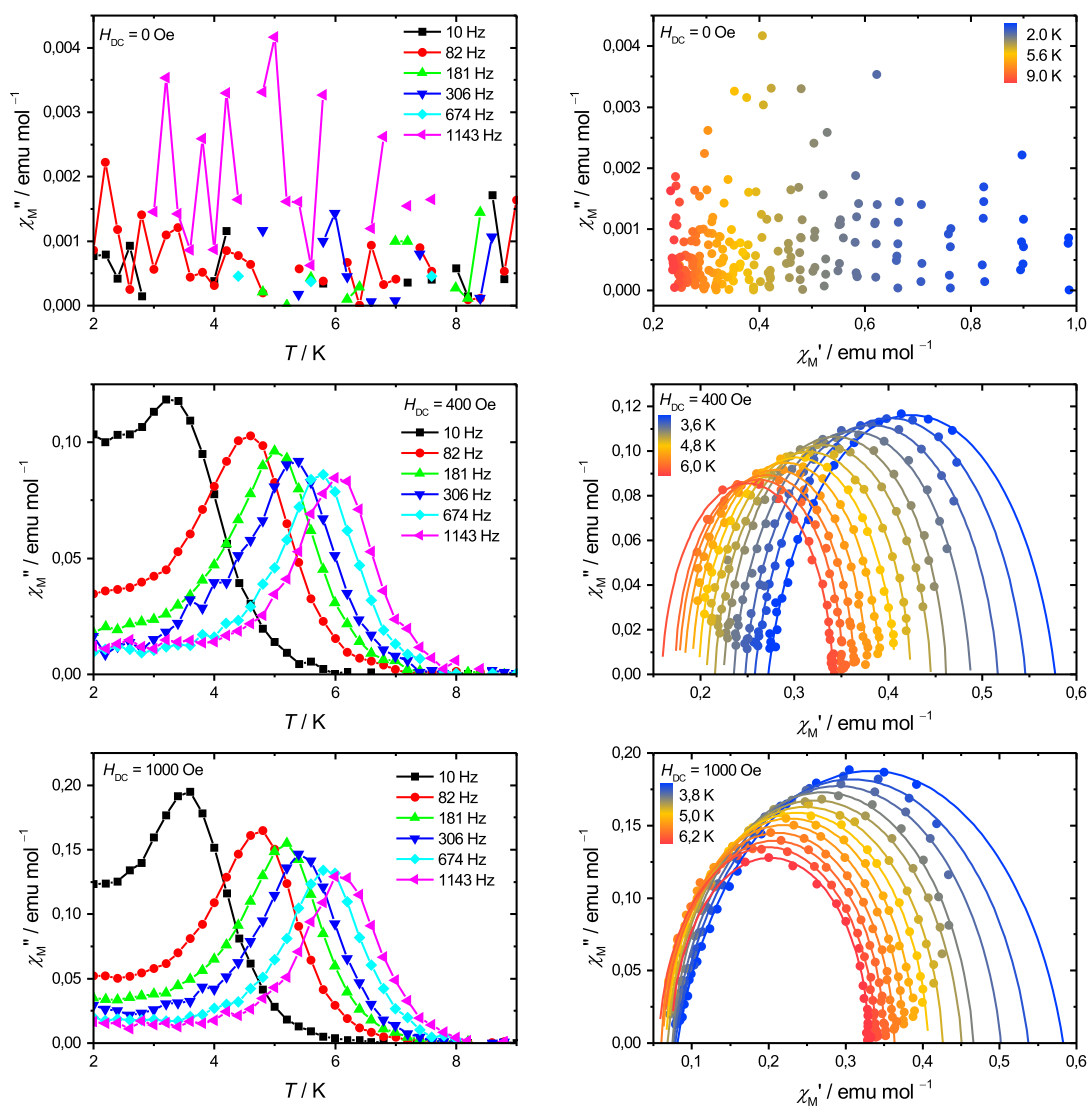 H_DC = 0 Oe
10 Hz
82 Hz
181 Hz
306 Hz
674 Hz
1143 Hz
0,004
0,003
0,002
0,001
0,000
χ_M'' / emu mol⁻¹
2 4 6 8
T / K
H_DC = 0 Oe
2.0 K
5.6 K
9.0 K
0,004
0,003
0,002
0,001
0,000
χ_M'' / emu mol⁻¹
0,2 0,4 0,6 0,8 1,0
χ_M' / emu mol⁻¹
H_DC = 400 Oe
10 Hz
82 Hz
181 Hz
306 Hz
674 Hz
1143 Hz
0,10
0,05
0,00
χ_M'' / emu mol⁻¹
2 4 6 8
T / K
H_DC = 400 Oe
3,6 K
4,8 K
6,0 K
0,12
0,10
0,08
0,06
0,04
0,02
0,00
χ_M'' / emu mol⁻¹
0,2 0,3 0,4 0,5 0,6
χ_M' / emu mol⁻¹
H_DC = 1000 Oe
10 Hz
82 Hz
181 Hz
306 Hz
674 Hz
1143 Hz
0,20
0,15
0,10
0,05
0,00
χ_M'' / emu mol⁻¹
2 4 6 8
T / K
H_DC = 1000 Oe
3,8 K
5,0 K
6,2 K
0,20
0,15
0,10
0,05
0,00
χ_M'' / emu mol⁻¹
0,1 0,2 0,3 0,4 0,5 0,6
χ_M' / emu mol⁻¹